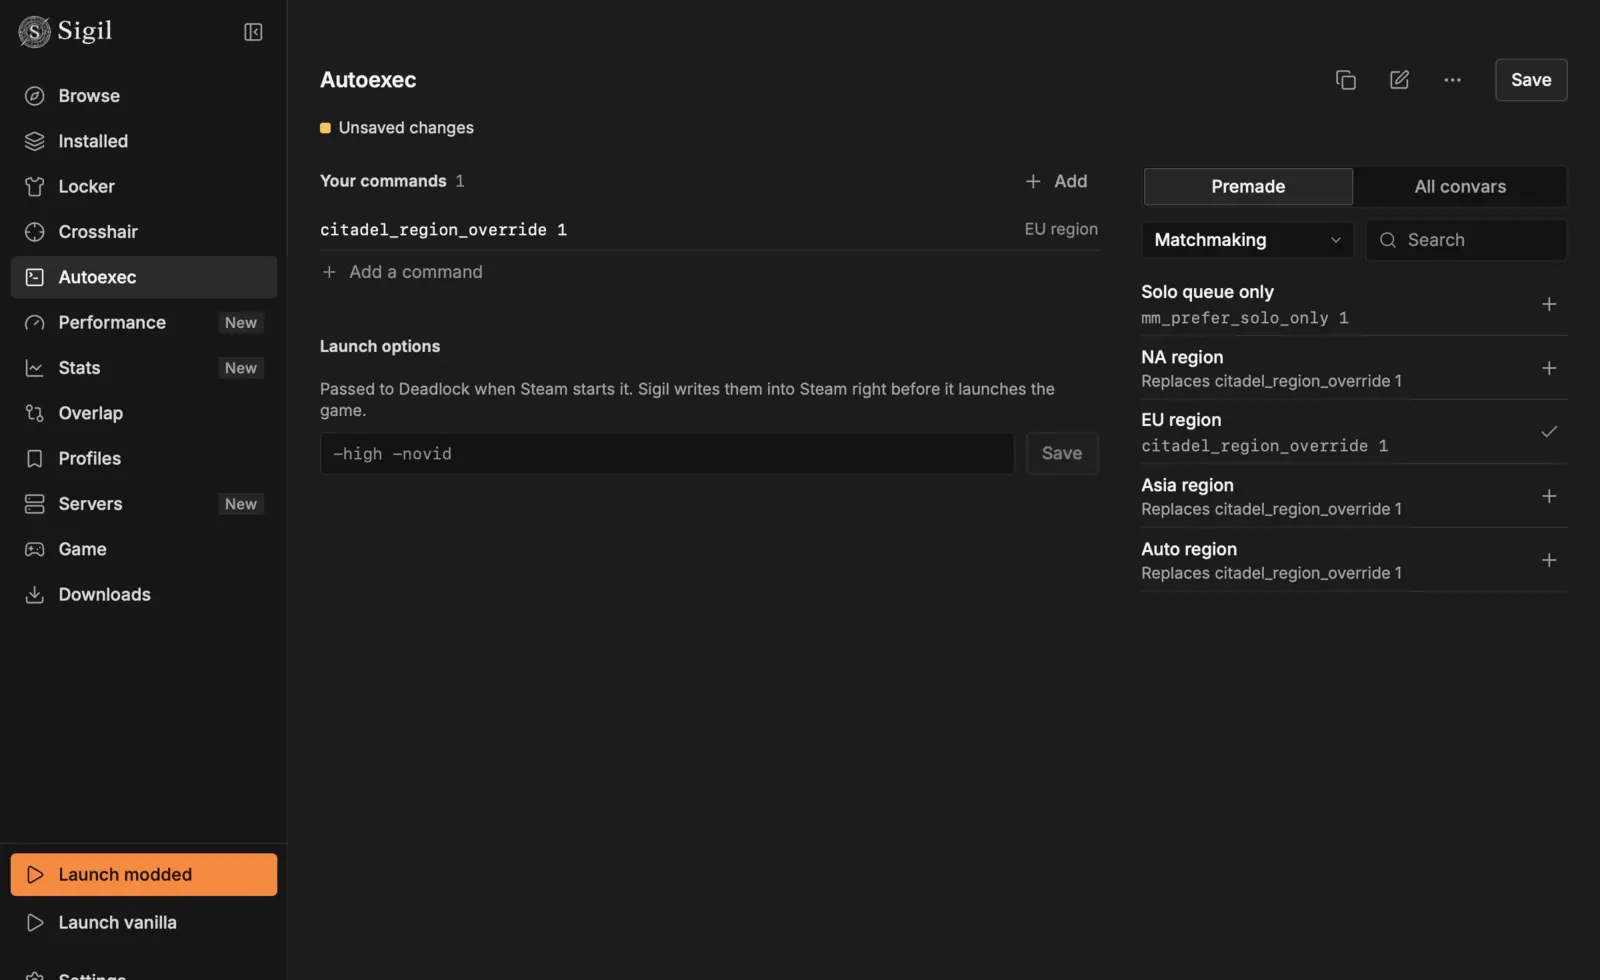 Sigil
Browse
Installed
Locker
Crosshair
Autoexec
Performance New
Stats New
Overlap
Profiles
Servers New
Game
Downloads
Launch modded
Launch vanilla
Settings
Autoexec
Save
Unsaved changes
Your commands 1
Add
citadel_region_override 1 EU region
Add a command
Launch options
Passed to Deadlock when Steam starts it. Sigil writes them into Steam right before it launches the
game.
-high -novid
Save
Premade All convars
Matchmaking Search
Solo queue only
mm_prefer_solo_only 1
NA region
Replaces citadel_region_override 1
EU region
citadel_region_override 1
Asia region
Replaces citadel_region_override 1
Auto region
Replaces citadel_region_override 1